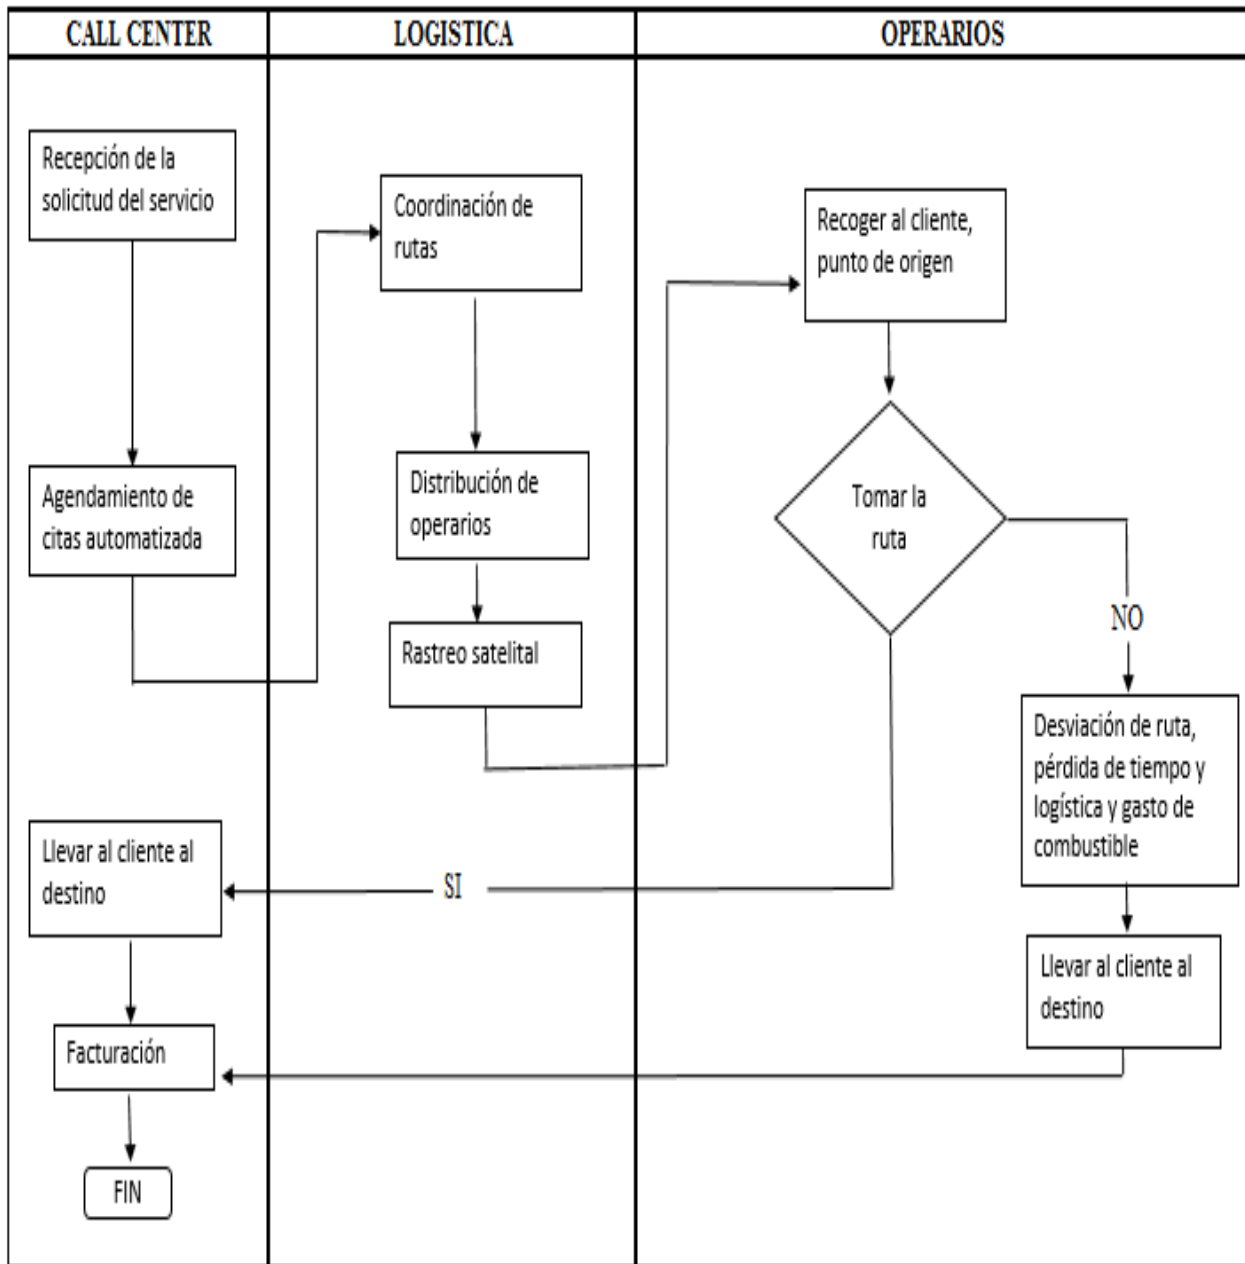 CALL CENTER
LOGISTICA
OPERARIOS
Recepción de la
solicitud del servicio
Agendamiento de
citas automatizada
Coordinación de
rutas
Distribución de
operarios
Rastreo satelital
Recoger al cliente,
punto de origen
Tomar la
ruta
NO
Desviación de ruta,
pérdida de tiempo y
logística y gasto de
combustible
Llevar al cliente al
destino
SI
Llevar al cliente al
destino
Facturación
FIN